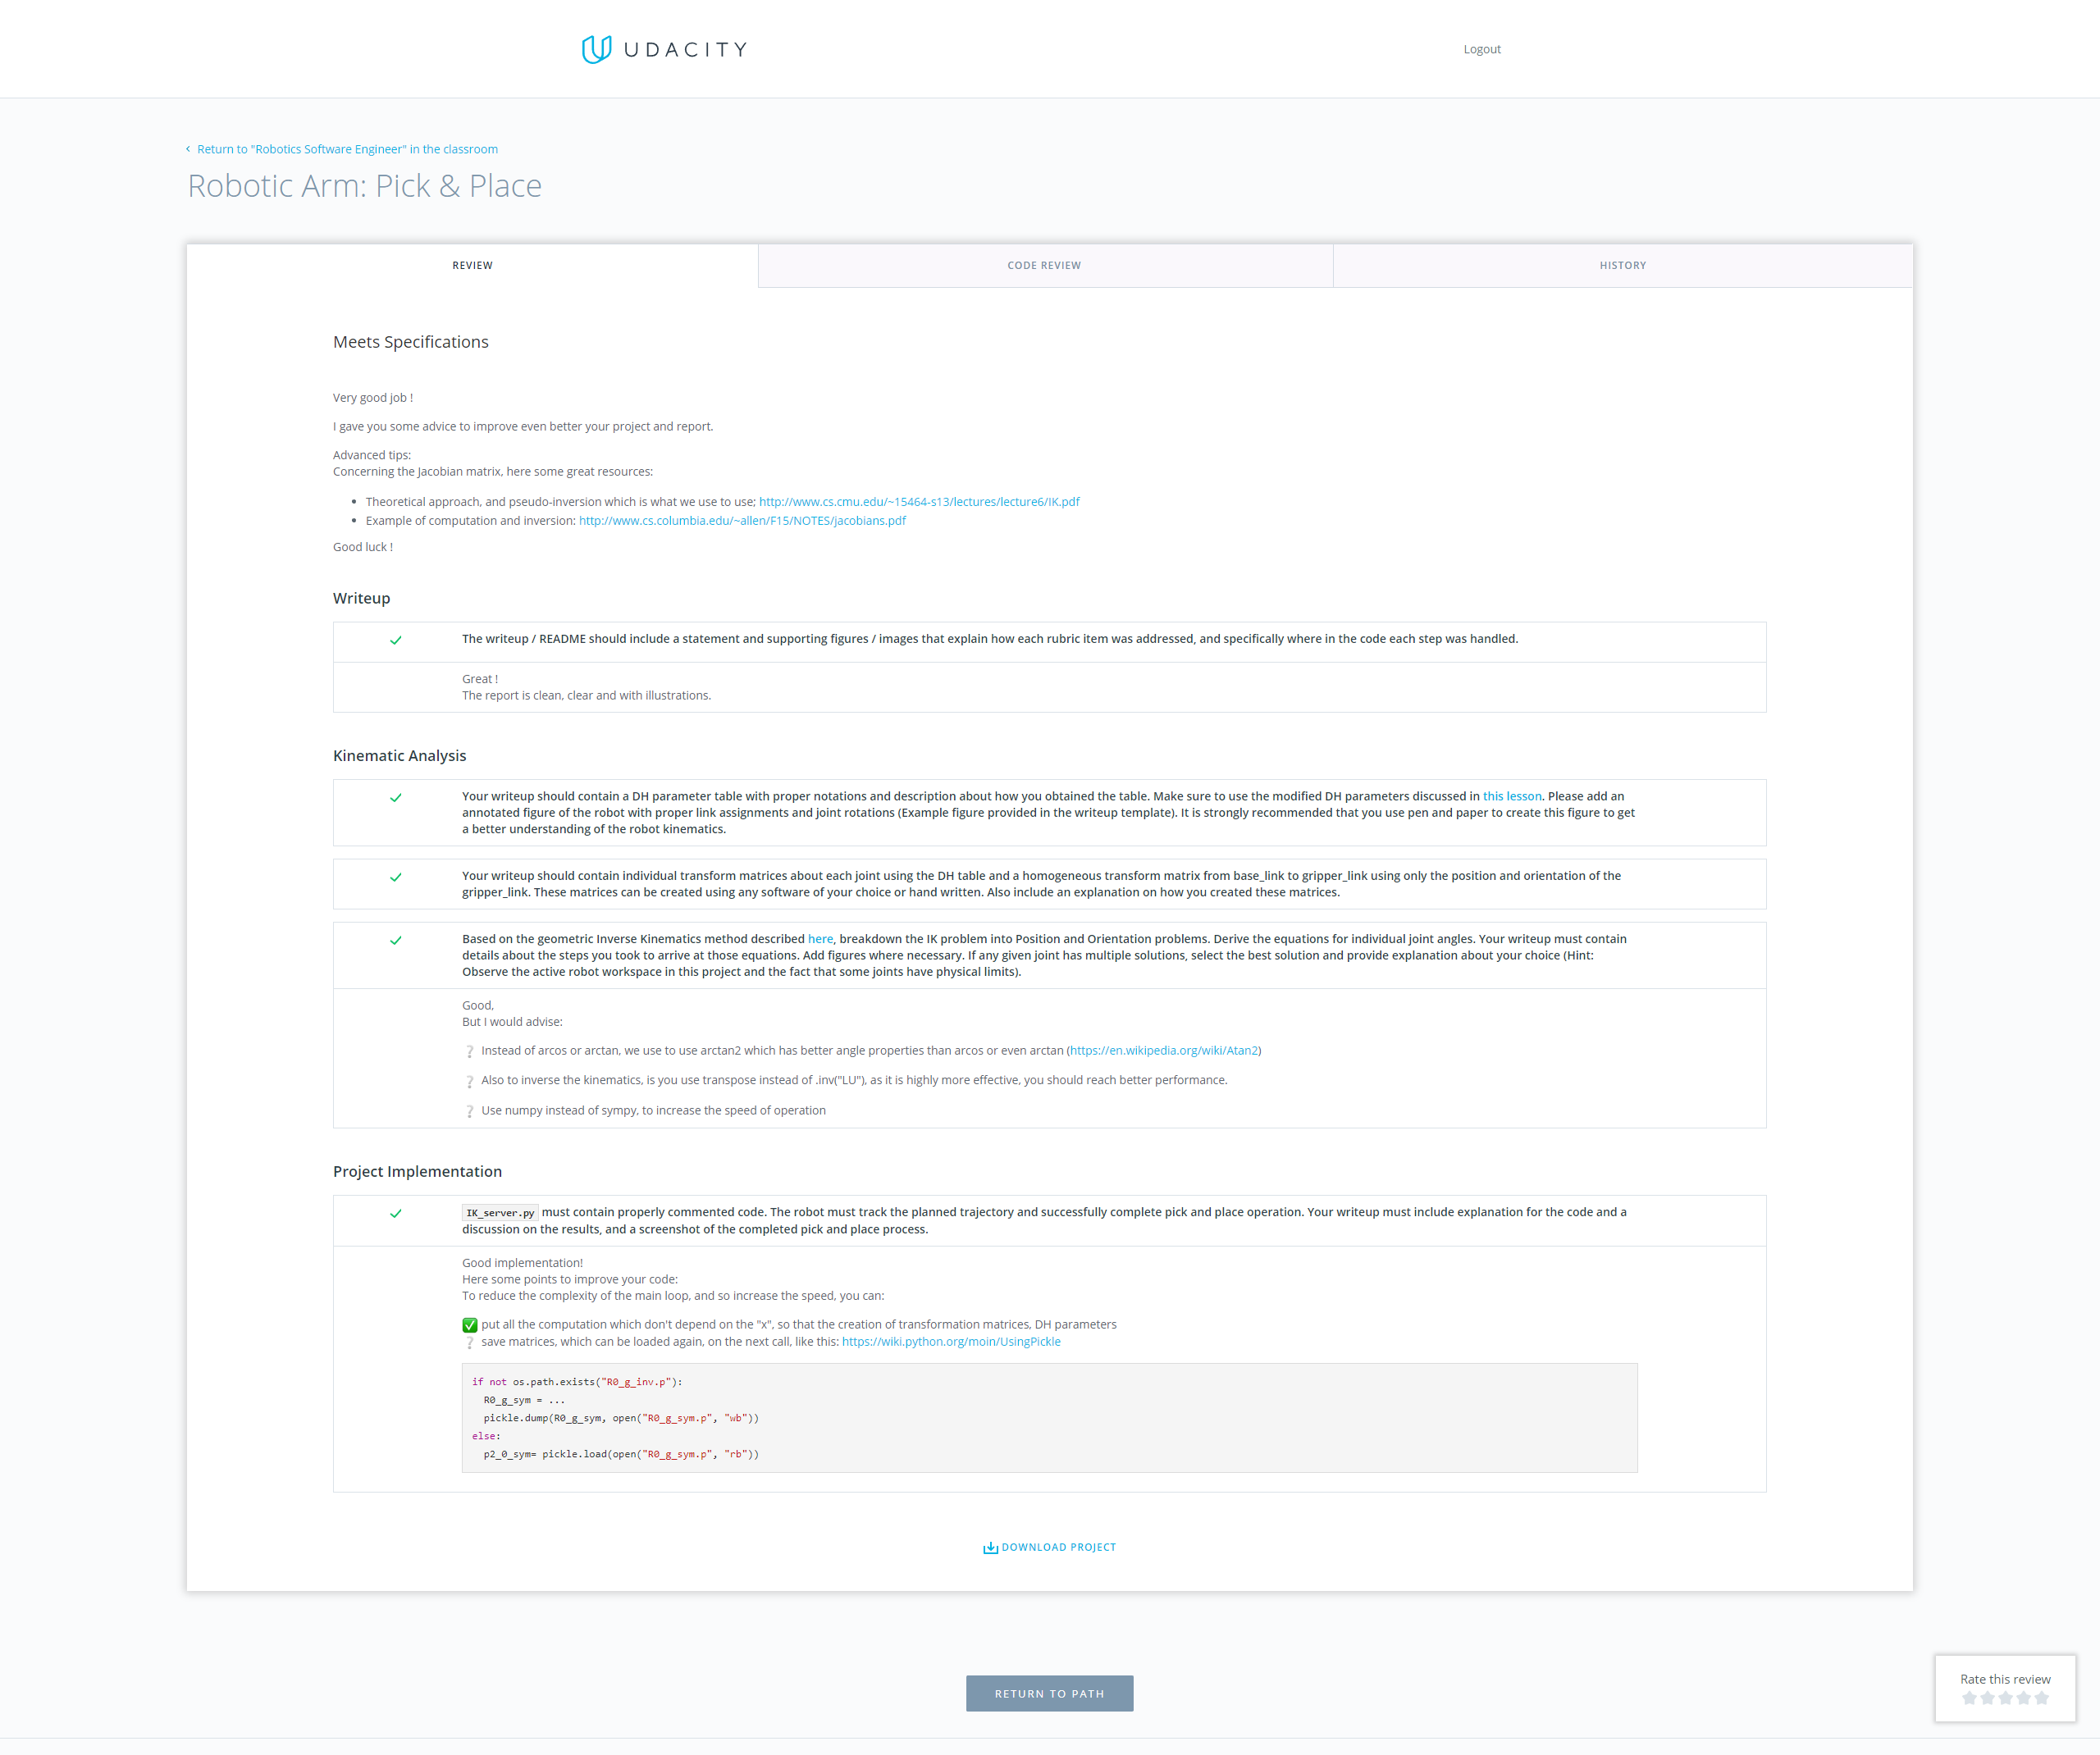 UDACITY
Logout
Return to "Robotics Software Engineer" in the classroom
Robotic Arm: Pick & Place
REVIEW
CODE REVIEW
HISTORY
Meets Specifications
Very good job !
I gave you some advice to improve even better your project and report.
Advanced tips:
Concerning the Jacobian matrix, here some great resources:
• Theoretical approach, and pseudo-inversion which is what we use to use; http://www.cs.cmu.edu/~15464-s13/lectures/lecture6/IK.pdf
• Example of computation and inversion: http://www.cs.columbia.edu/~allen/F15/NOTES/jacobians.pdf
Good luck !
Writeup
The writeup / README should include a statement and supporting figures / images that explain how each rubric item was addressed, and specifically where in the code each step was handled.
Great !
The report is clean, clear and with illustrations.
Kinematic Analysis
Your writeup should contain a DH parameter table with proper notations and description about how you obtained the table. Make sure to use the modified DH parameters discussed in this lesson. Please add an
annotated figure of the robot with proper link assignments and joint rotations (Example figure provided in the writeup template). It is strongly recommended that you use pen and paper to create this figure to get
a better understanding of the robot kinematics.
Your writeup should contain individual transform matrices about each joint using the DH table and a homogeneous transform matrix from base_link to gripper_link using only the position and orientation of the
gripper_link. These matrices can be created using any software of your choice or hand written. Also include an explanation on how you created these matrices.
Based on the geometric Inverse Kinematics method described here, breakdown the IK problem into Position and Orientation problems. Derive the equations for individual joint angles. Your writeup must contain
details about the steps you took to arrive at those equations. Add figures where necessary. If any given joint has multiple solutions, select the best solution and provide explanation about your choice (Hint:
Observe the active robot workspace in this project and the fact that some joints have physical limits).
Good,
But I would advise:
❔ Instead of arcos or arctan, we use to use arctan2 which has better angle properties than arcos or even arctan (https://en.wikipedia.org/wiki/Atan2)
❔ Also to inverse the kinematics, is you use transpose instead of .inv("LU"), as it is highly more effective, you should reach better performance.
❔ Use numpy instead of sympy, to increase the speed of operation
Project Implementation
IK_server.py must contain properly commented code. The robot must track the planned trajectory and successfully complete pick and place operation. Your writeup must include explanation for the code and a
discussion on the results, and a screenshot of the completed pick and place process.
Good implementation!
Here some points to improve your code:
To reduce the complexity of the main loop, and so increase the speed, you can:
✅ put all the computation which don't depend on the "x", so that the creation of transformation matrices, DH parameters
❔ save matrices, which can be loaded again, on the next call, like this: https://wiki.python.org/moin/UsingPickle
if not os.path.exists("R0_g_inv.p"):
R0_g_sym = ...
pickle.dump(R0_g_sym, open("R0_g_sym.p", "wb"))
else:
p2_0_sym= pickle.load(open("R0_g_sym.p", "rb"))
DOWNLOAD PROJECT
RETURN TO PATH
Rate this review